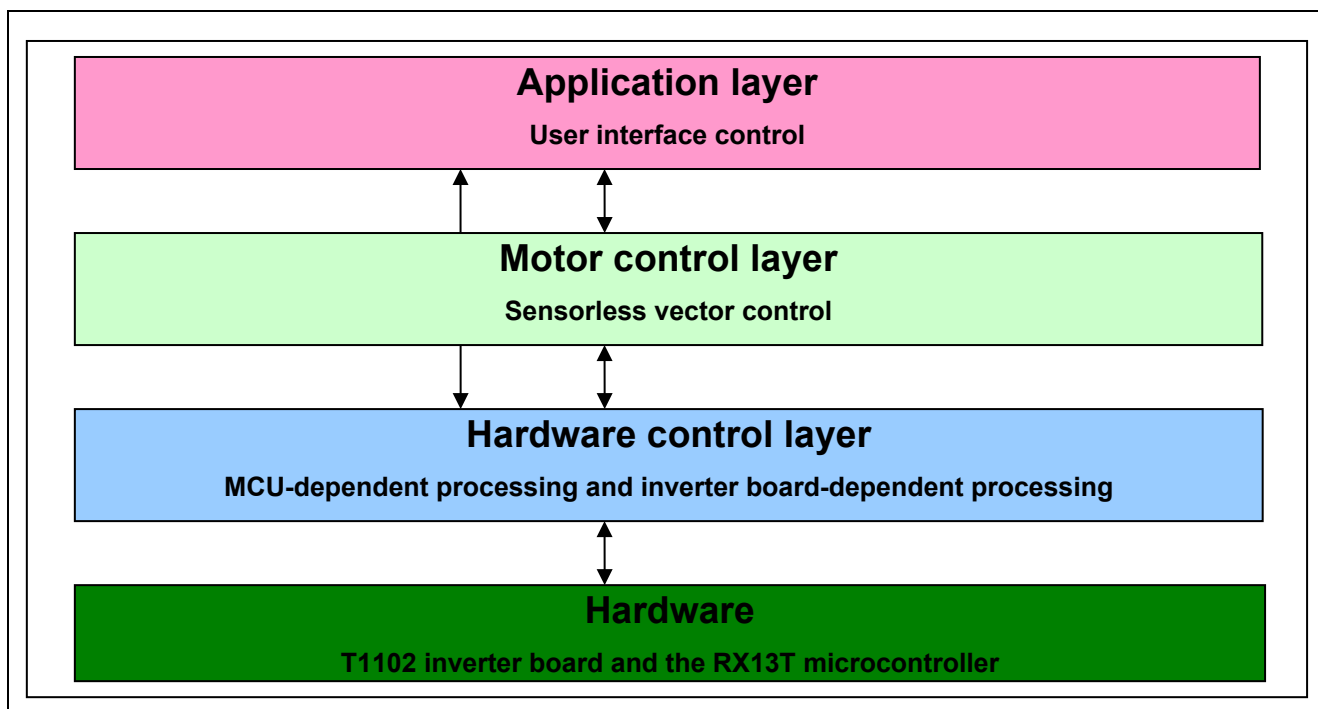 Application layer
User interface control
Motor control layer
Sensorless vector control
Hardware control layer
MCU-dependent processing and inverter board-dependent processing
Hardware
T1102 inverter board and the RX13T microcontroller